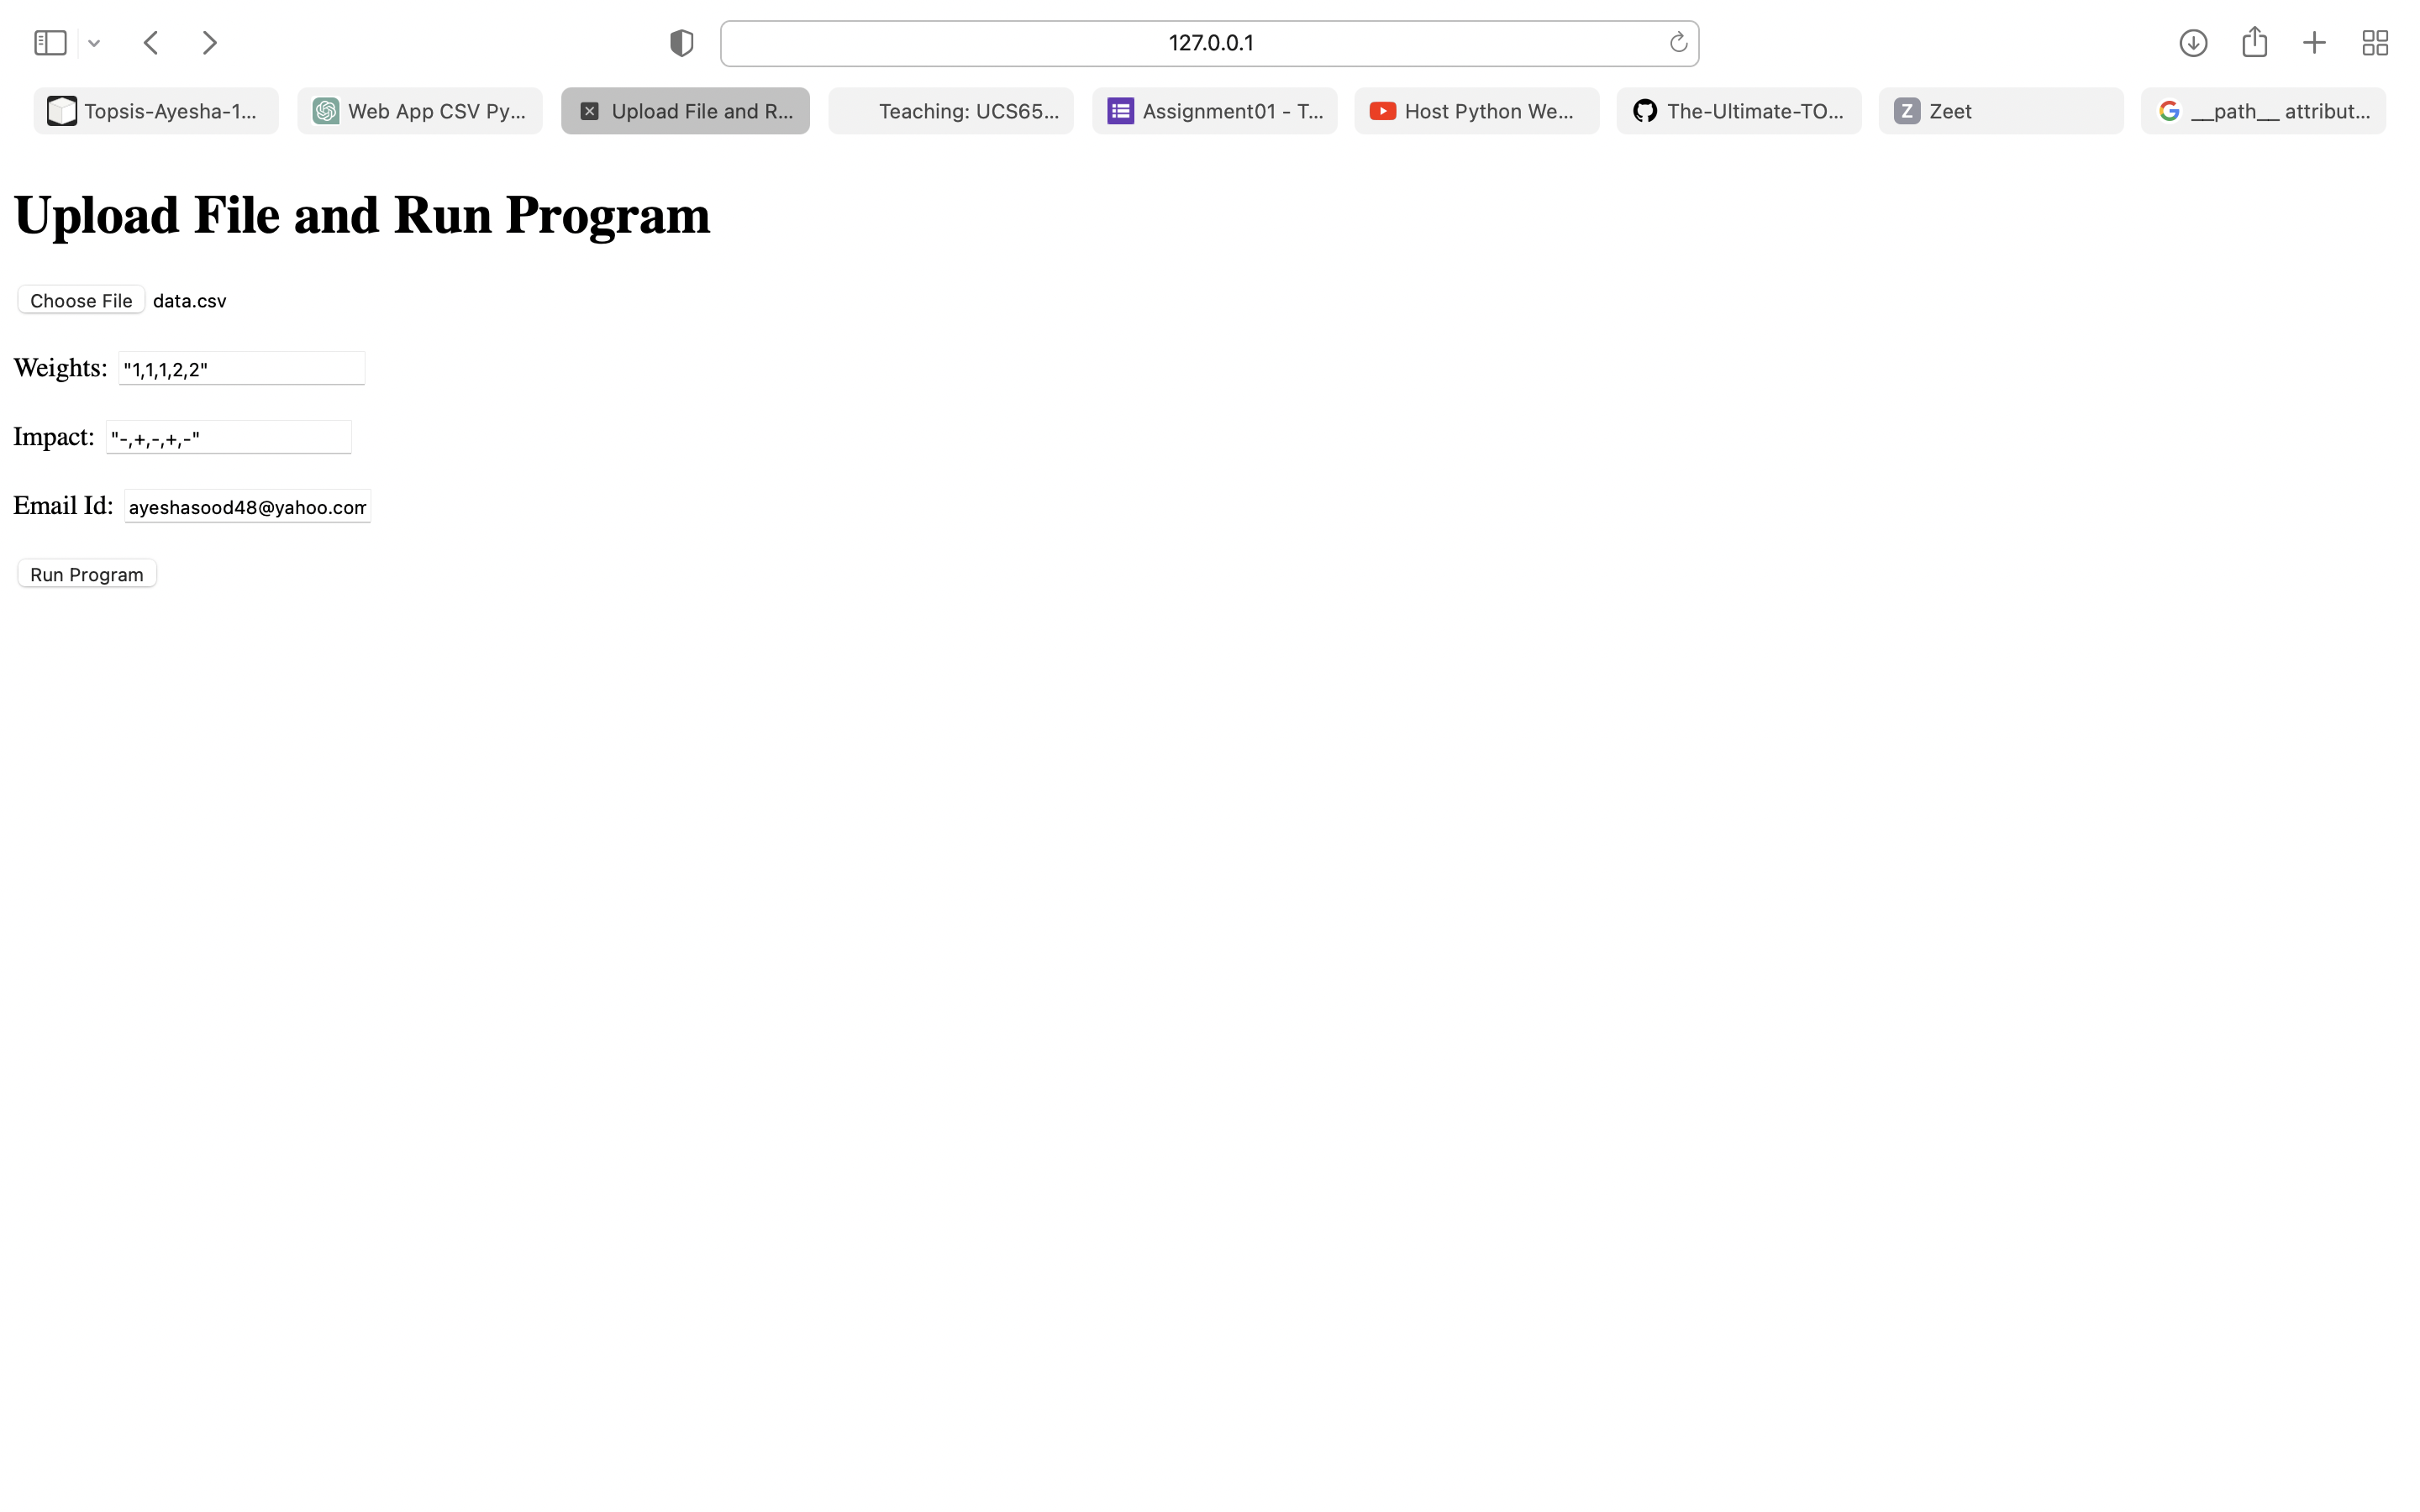 127.0.0.1
Topsis-Ayesha-1... Web App CSV Py... Upload File and R... Teaching: UCS65... Assignment01 - T... Host Python We... The-Ultimate-TO... Z Zeet __path__ attribut...
Upload File and Run Program
Choose File data.csv
Weights: "1,1,1,2,2"
Impact: "-,+,-,+,-"
Email Id: ayeshasood48@yahoo.com
Run Program